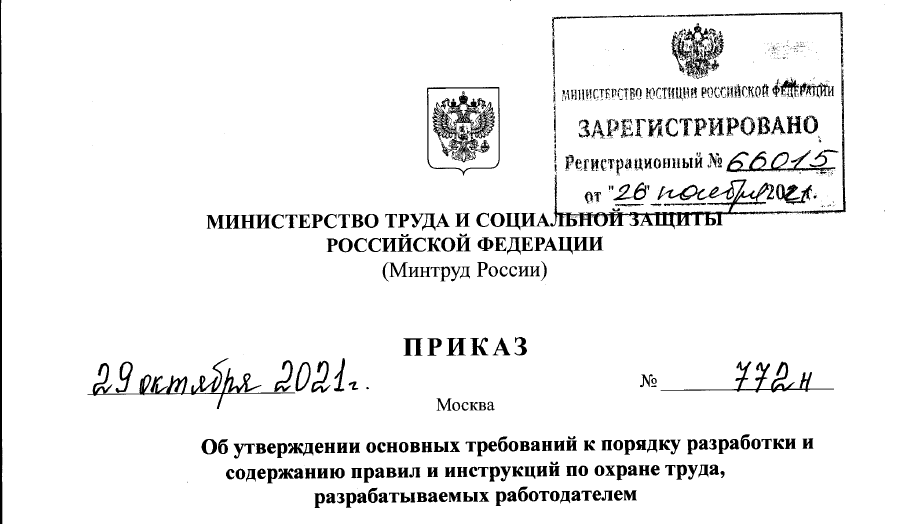 МИНИСТЕРСТВО ЮСТИЦИИ РОССИЙСКОЙ ФЕДЕРАЦИИ
ЗАРЕГИСТРИРОВАНО
Регистрационный № 66015
от "26" ноября 2021г.
МИНИСТЕРСТВО ТРУДА И СОЦИАЛЬНОЙ ЗАЩИТЫ
РОССИЙСКОЙ ФЕДЕРАЦИИ
(Минтруд России)
ПРИКАЗ
29 октября 2021г.
№ 772н
Москва
Об утверждении основных требований к порядку разработки и
содержанию правил и инструкций по охране труда,
разрабатываемых работодателем